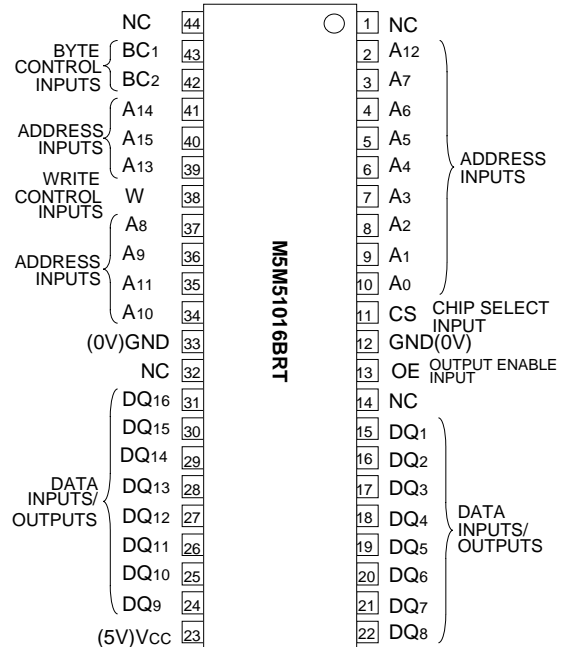 NC 44 1 NC
BYTE CONTROL INPUTS
BC1 43 2 A12
BC2 42 3 A7
ADDRESS INPUTS
A14 41 4 A6
A15 40 5 A5
A13 39 6 A4
ADDRESS INPUTS
WRITE CONTROL INPUTS
W 38 7 A3
A8 37 8 A2
ADDRESS INPUTS
A9 36 9 A1
A11 35 10 A0
A10 34 11 CS CHIP SELECT INPUT
(0V)GND 33 12 GND(0V)
NC 32 13 OE OUTPUT ENABLE INPUT
M5M51016BRT
DQ16 31 14 NC
DQ15 30 15 DQ1
DQ14 29 16 DQ2
DATA INPUTS/ OUTPUTS
DQ13 28 17 DQ3
DQ12 27 18 DQ4
DATA INPUTS/ OUTPUTS
DQ11 26 19 DQ5
DQ10 25 20 DQ6
DQ9 24 21 DQ7
(5V)VCC 23 22 DQ8